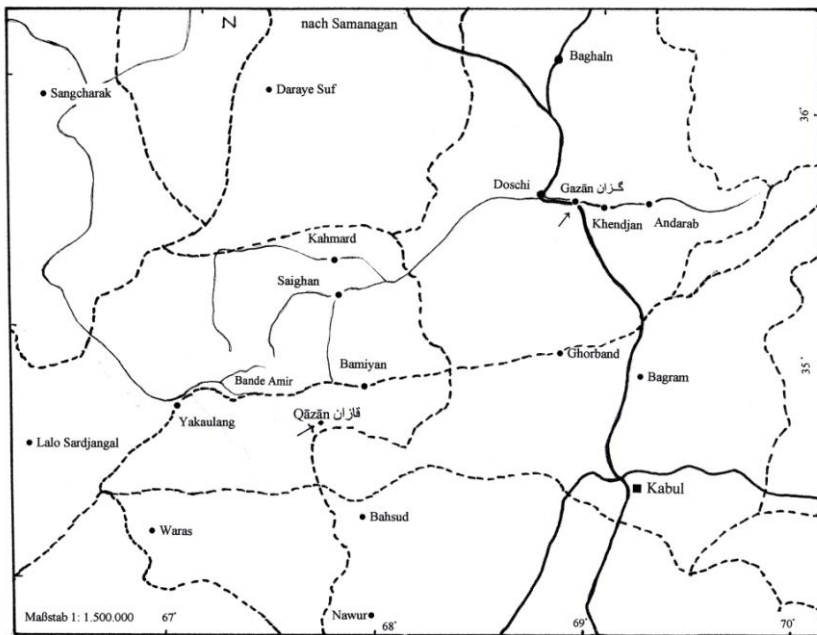 N
nach Samanagan
Baghaln
Sangcharak
Daraye Suf
36°
Doschi
Gazān گزان
Khendjan
Andarab
Kahmard
Saighan
Ghorband
35°
Bande Amir
Bamiyan
Bagram
Yakaulang
Qāzān قازان
Lalo Sardjangal
Kabul
Waras
Bahsud
Nawur
Maßstab 1: 1.500.000
67°
68°
69°
70°